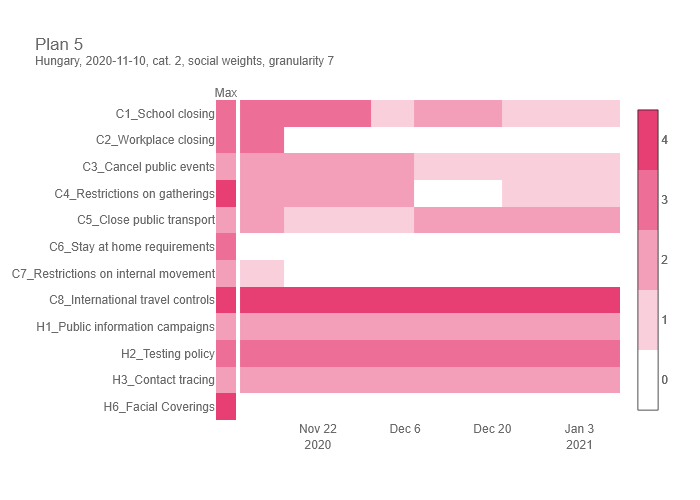 Plan 5
Hungary, 2020-11-10, cat. 2, social weights, granularity 7
Max
C1_School closing
C2_Workplace closing
C3_Cancel public events
C4_Restrictions on gatherings
C5_Close public transport
C6_Stay at home requirements
C7_Restrictions on internal movement
C8_International travel controls
H1_Public information campaigns
H2_Testing policy
H3_Contact tracing
H6_Facial Coverings
4
3
2
1
0
Nov 22 Dec 6 Dec 20 Jan 3
2020 2021